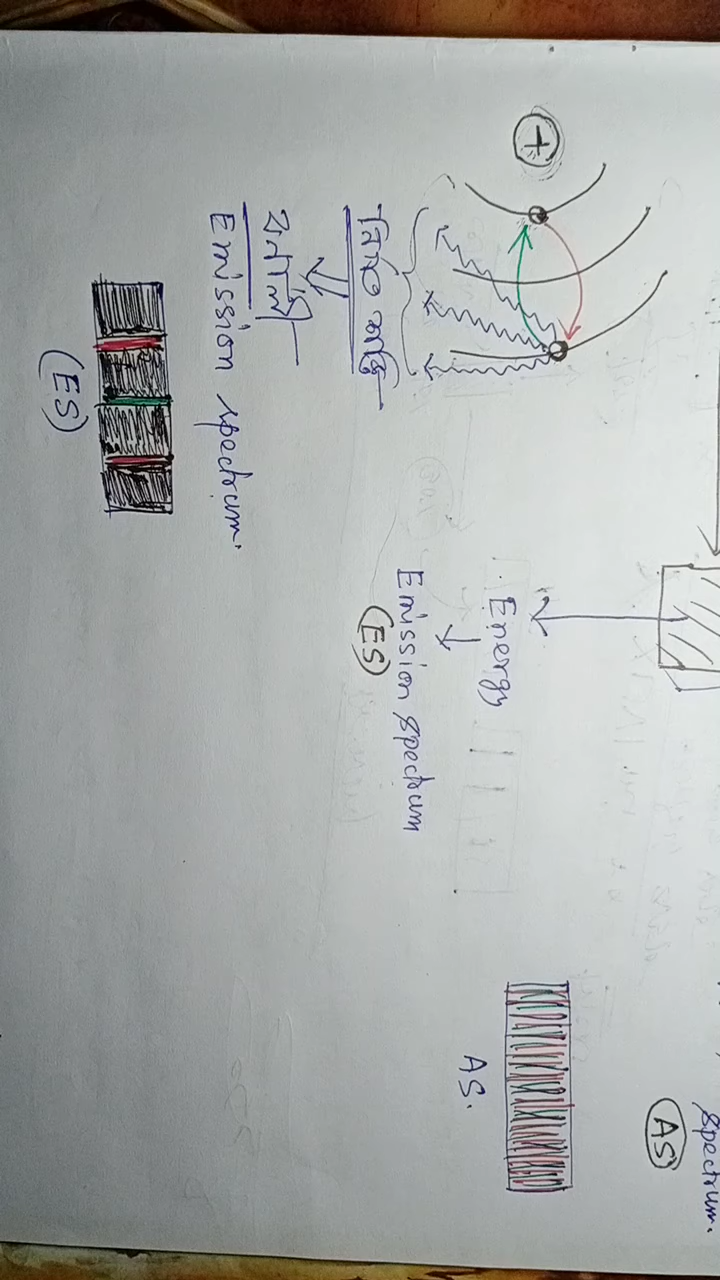 Spectrum.
(AS)
+
Energy
Emission spectrum
(ES)
AS.
Emission spectrum.
(ES)